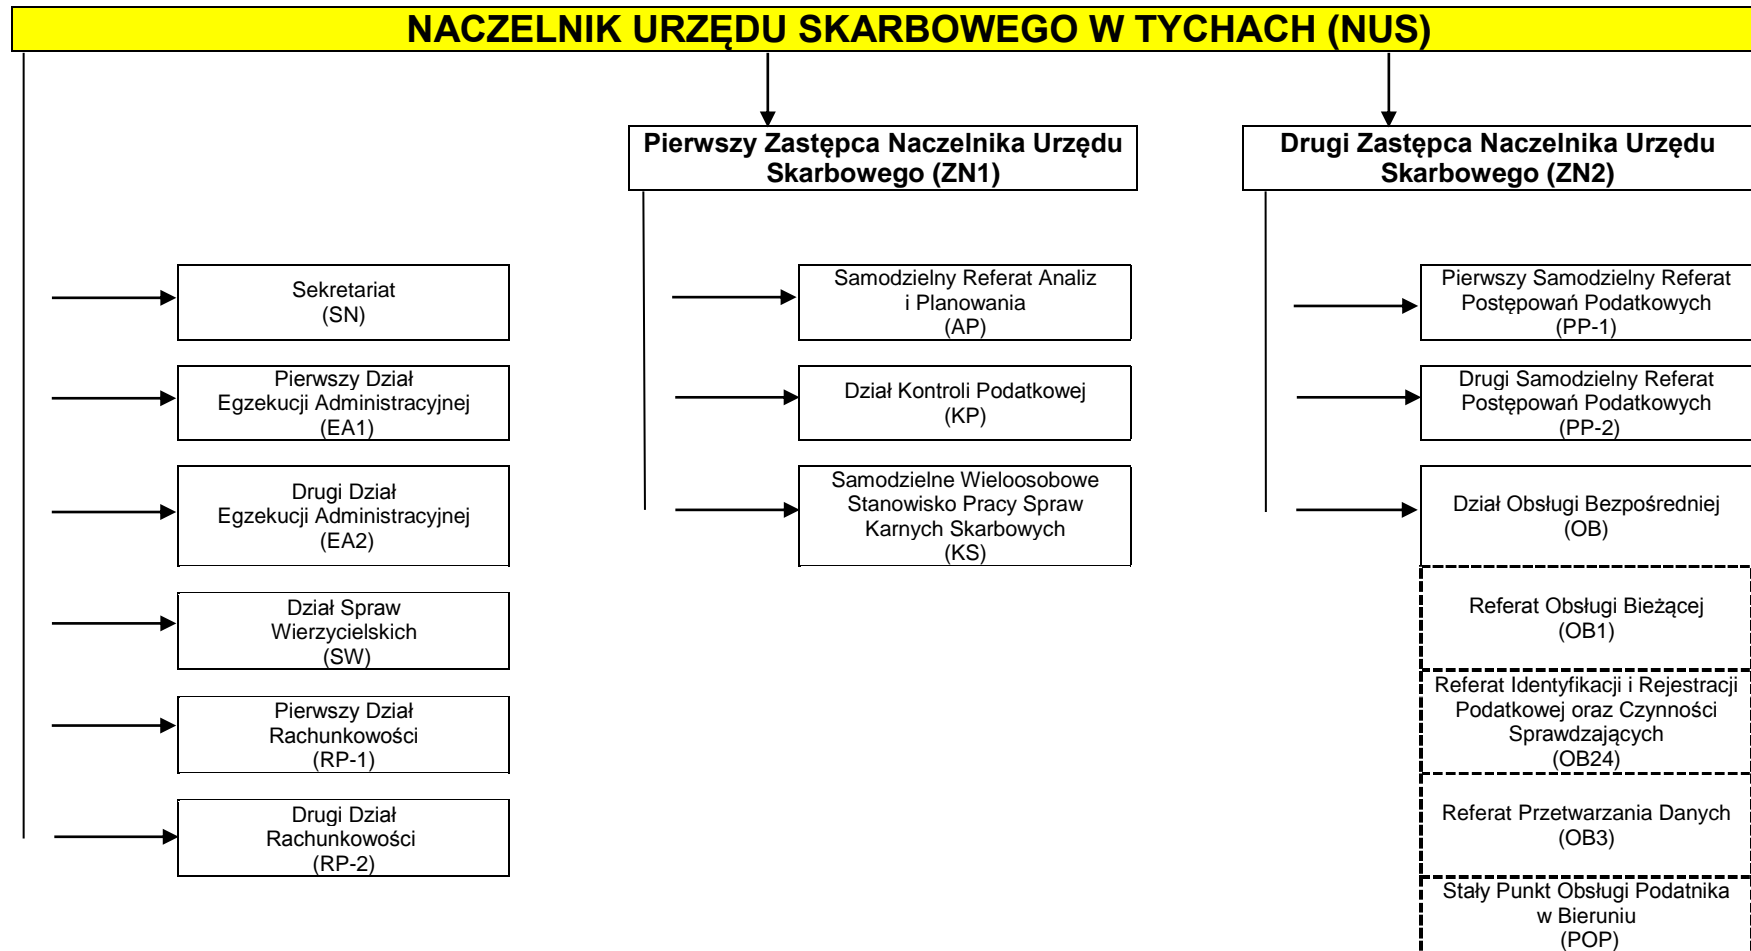 NACZELNIK URZĘDU SKARBOWEGO W TYCHACH (NUS)
Pierwszy Zastępca Naczelnika Urzędu
Skarbowego (ZN1)
Drugi Zastępca Naczelnika Urzędu
Skarbowego (ZN2)
Sekretariat
(SN)
Pierwszy Dział
Egzekucji Administracyjnej
(EA1)
Drugi Dział
Egzekucji Administracyjnej
(EA2)
Dział Spraw
Wierzycielskich
(SW)
Pierwszy Dział
Rachunkowości
(RP-1)
Drugi Dział
Rachunkowości
(RP-2)
Samodzielny Referat Analiz
i Planowania
(AP)
Dział Kontroli Podatkowej
(KP)
Samodzielne Wieloosobowe
Stanowisko Pracy Spraw
Karnych Skarbowych
(KS)
Pierwszy Samodzielny Referat
Postępowań Podatkowych
(PP-1)
Drugi Samodzielny Referat
Postępowań Podatkowych
(PP-2)
Dział Obsługi Bezpośredniej
(OB)
Referat Obsługi Bieżącej
(OB1)
Referat Identyfikacji i Rejestracji
Podatkowej oraz Czynności
Sprawdzających
(OB24)
Referat Przetwarzania Danych
(OB3)
Stały Punkt Obsługi Podatnika
w Bieruniu
(POP)